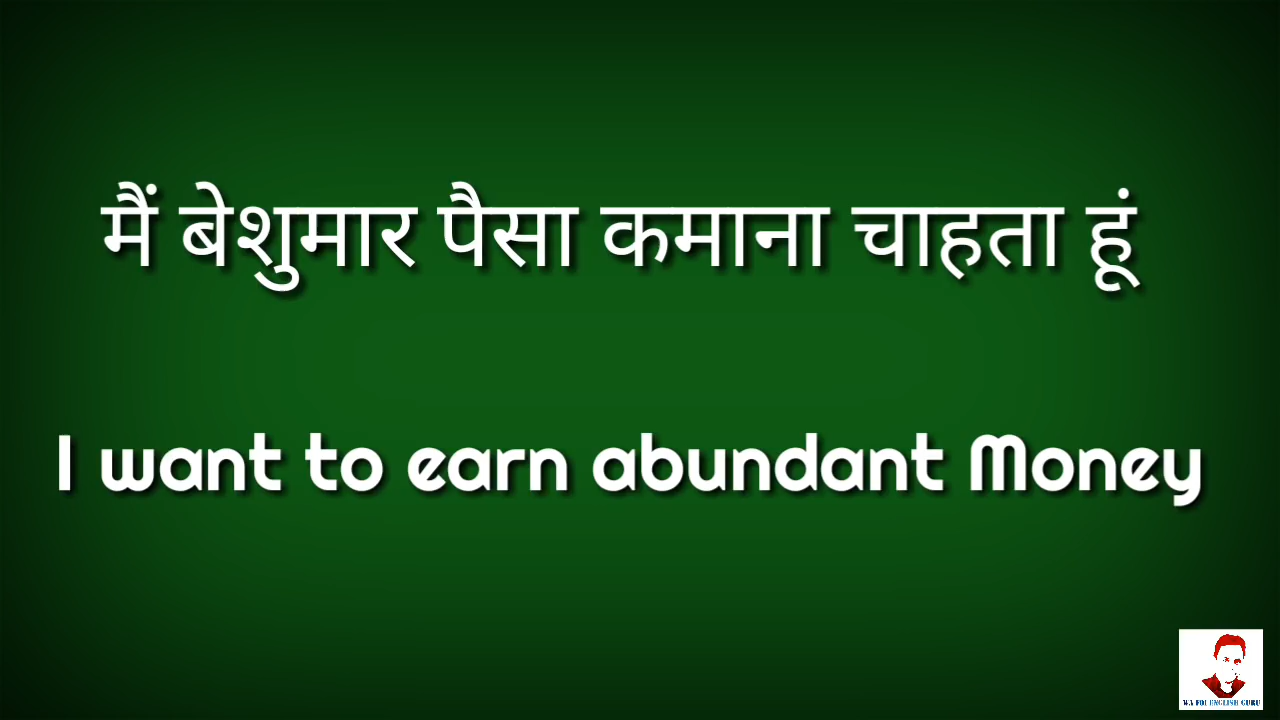 मैं बेशुमार पैसा कमाना चाहता हूं
I want to earn abundant Money